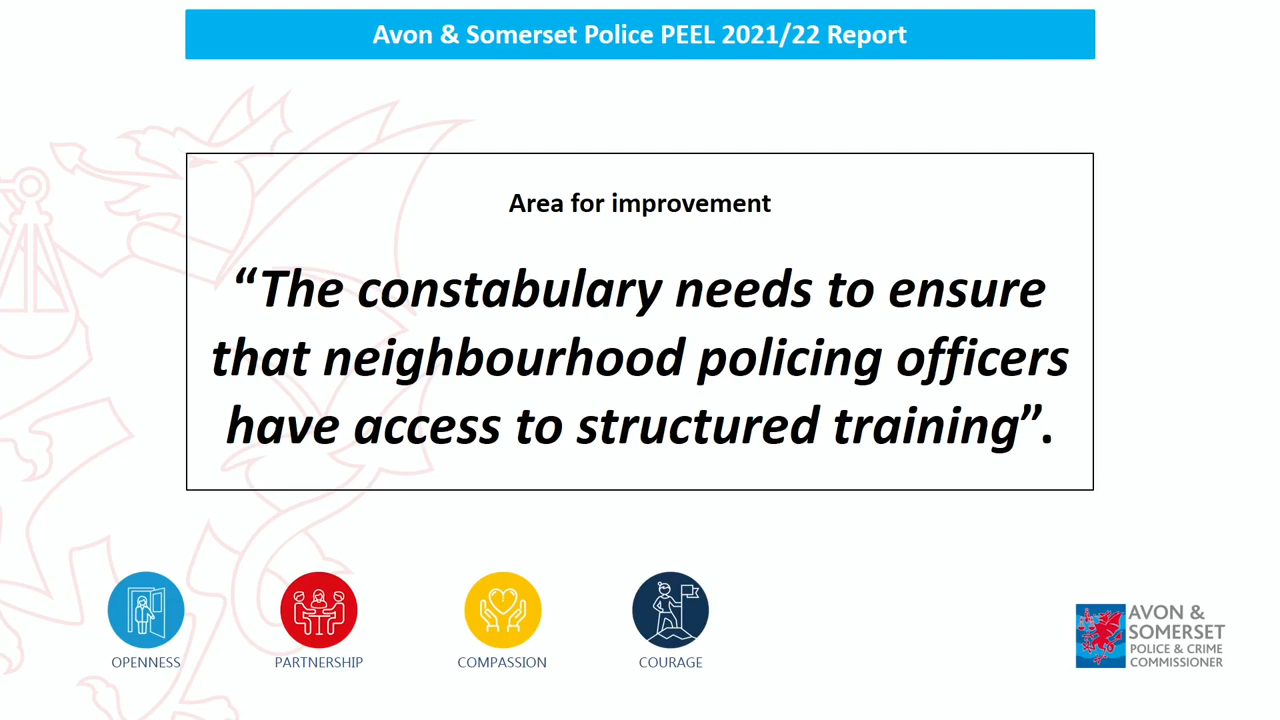 Avon & Somerset Police PEEL 2021/22 Report
Area for improvement
“The constabulary needs to ensure
that neighbourhood policing officers
have access to structured training”.
OPENNESS
PARTNERSHIP
COMPASSION
COURAGE
AVON &
SOMERSET
POLICE & CRIME
COMMISSIONER